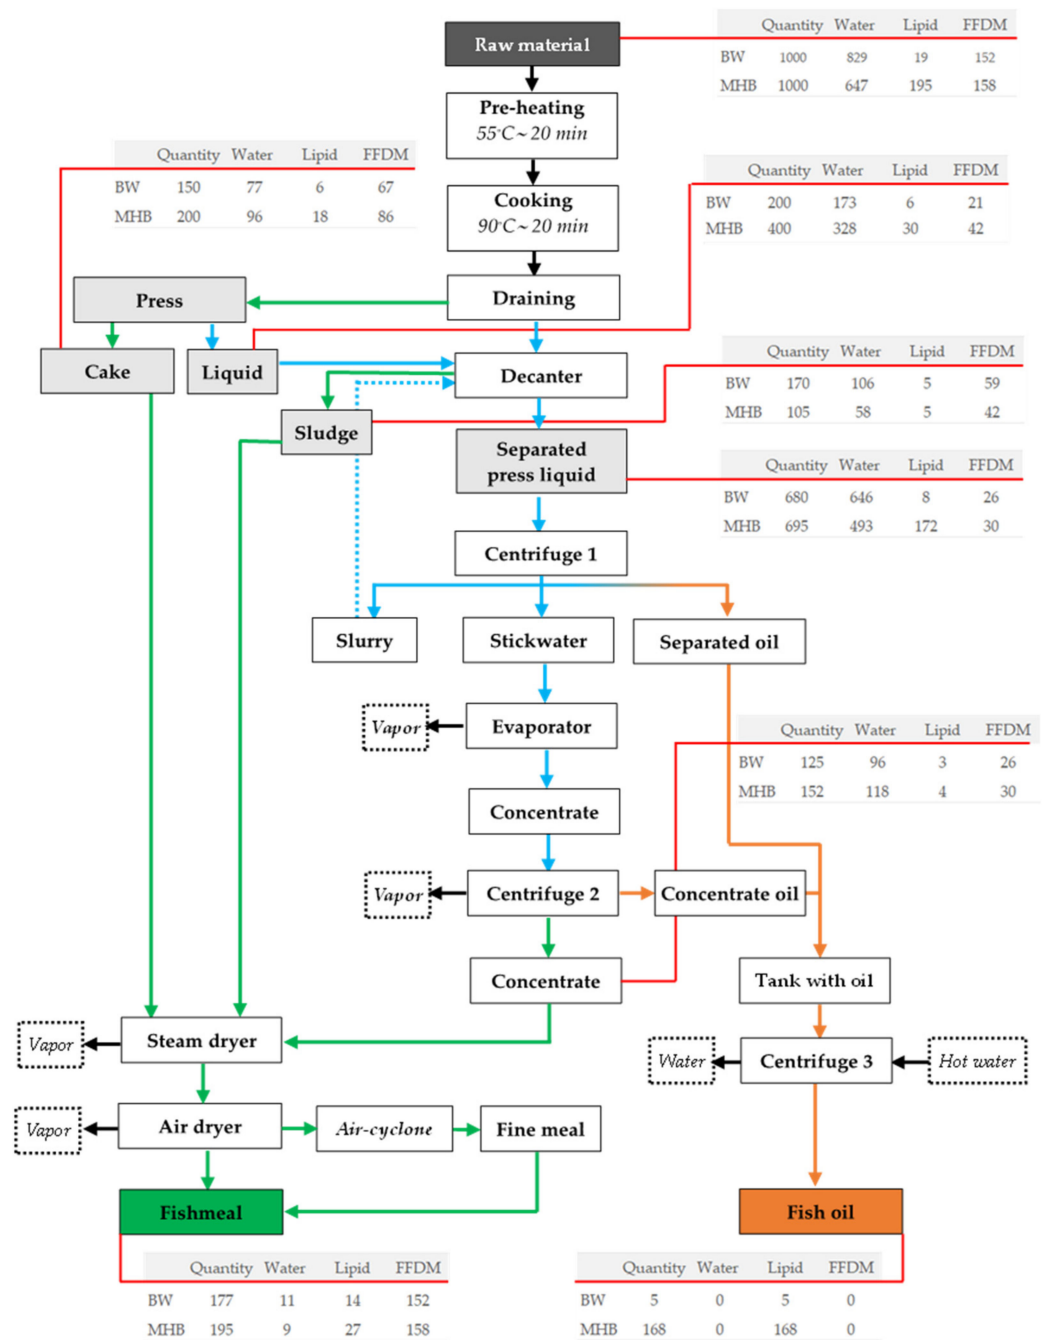 Raw material
Quantity Water Lipid FFDM
BW 1000 829 19 152
MHB 1000 647 195 158
Pre-heating
55°C~ 20 min
Quantity Water Lipid FFDM
BW 150 77 6 67
MHB 200 96 18 86
Quantity Water Lipid FFDM
BW 200 173 6 21
MHB 400 328 30 42
Cooking
90°C~ 20 min
Press
Draining
Cake
Liquid
Decanter
Quantity Water Lipid FFDM
BW 170 106 5 59
MHB 105 58 5 42
Sludge
Separated
press liquid
Quantity Water Lipid FFDM
BW 680 646 8 26
MHB 695 493 172 30
Centrifuge 1
Slurry
Stickwater
Separated oil
Vapor
Evaporator
Quantity Water Lipid FFDM
BW 125 96 3 26
MHB 152 118 4 30
Concentrate
Vapor
Centrifuge 2
Concentrate oil
Concentrate
Tank with oil
Vapor
Steam dryer
Water
Centrifuge 3
Hot water
Vapor
Air dryer
Air-cyclone
Fine meal
Fishmeal
Fish oil
Quantity Water Lipid FFDM
BW 177 11 14 152
MHB 195 9 27 158
Quantity Water Lipid FFDM
BW 5 0 5 0
MHB 168 0 168 0